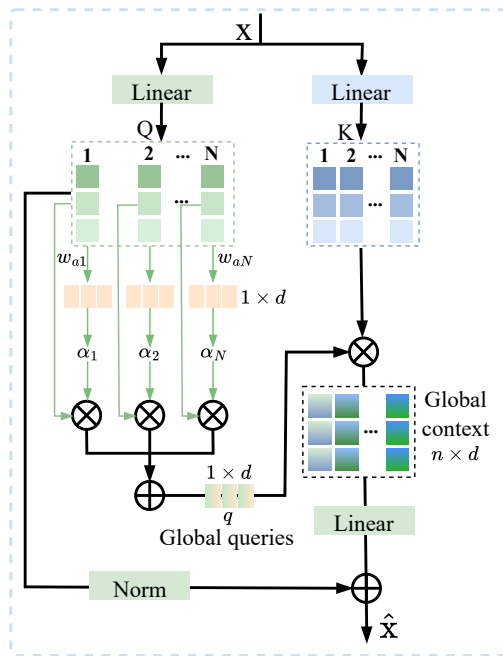 x
Linear
Linear
Q
K
1 2 ... N
1 2 ... N
...
...
w_{a1}
w_{aN}
1 × d
α_1
α_2
α_N
Global
context
n × d
...
1 × d
q
Global queries
Linear
Norm
x̂